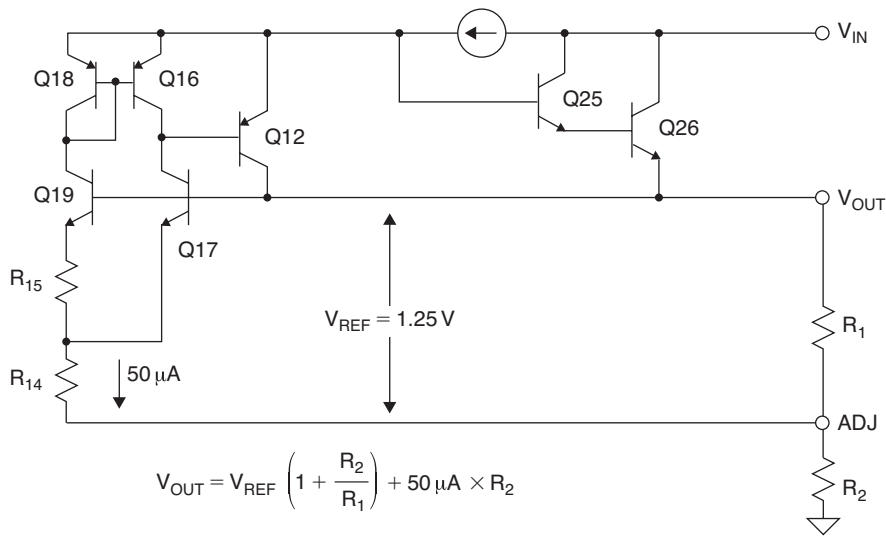 V_IN
Q18
Q16
Q25
Q26
Q12
Q19
V_OUT
Q17
R_15
V_REF = 1.25 V
R_1
R_14
50 μA
ADJ
V_OUT = V_REF (1 + R_2/R_1) + 50 μA × R_2
R_2